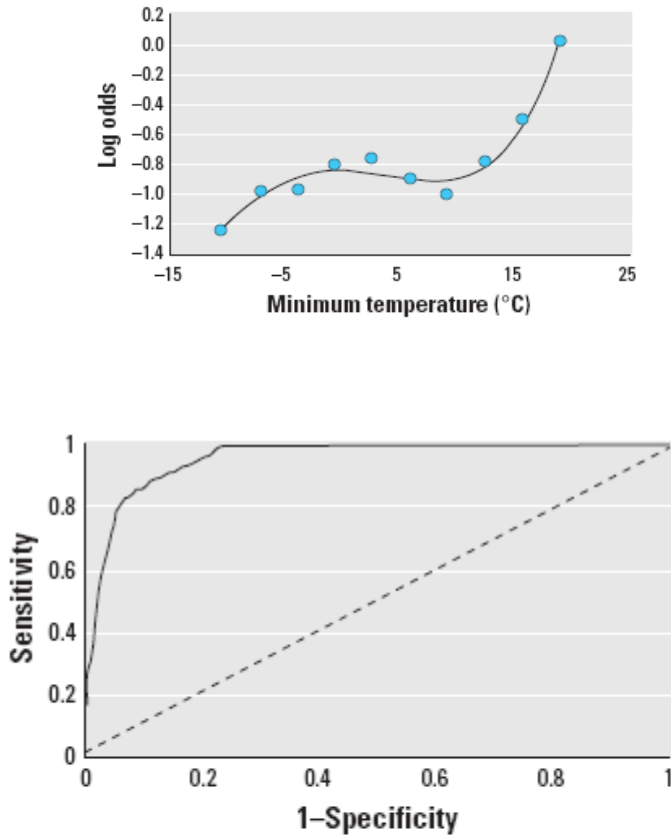 0.2
0.0
–0.2
–0.4
–0.6
–0.8
–1.0
–1.2
–1.4
Log odds
–15 –5 5 15 25
Minimum temperature (°C)
1
0.8
0.6
0.4
0.2
0
Sensitivity
0 0.2 0.4 0.6 0.8 1
1–Specificity